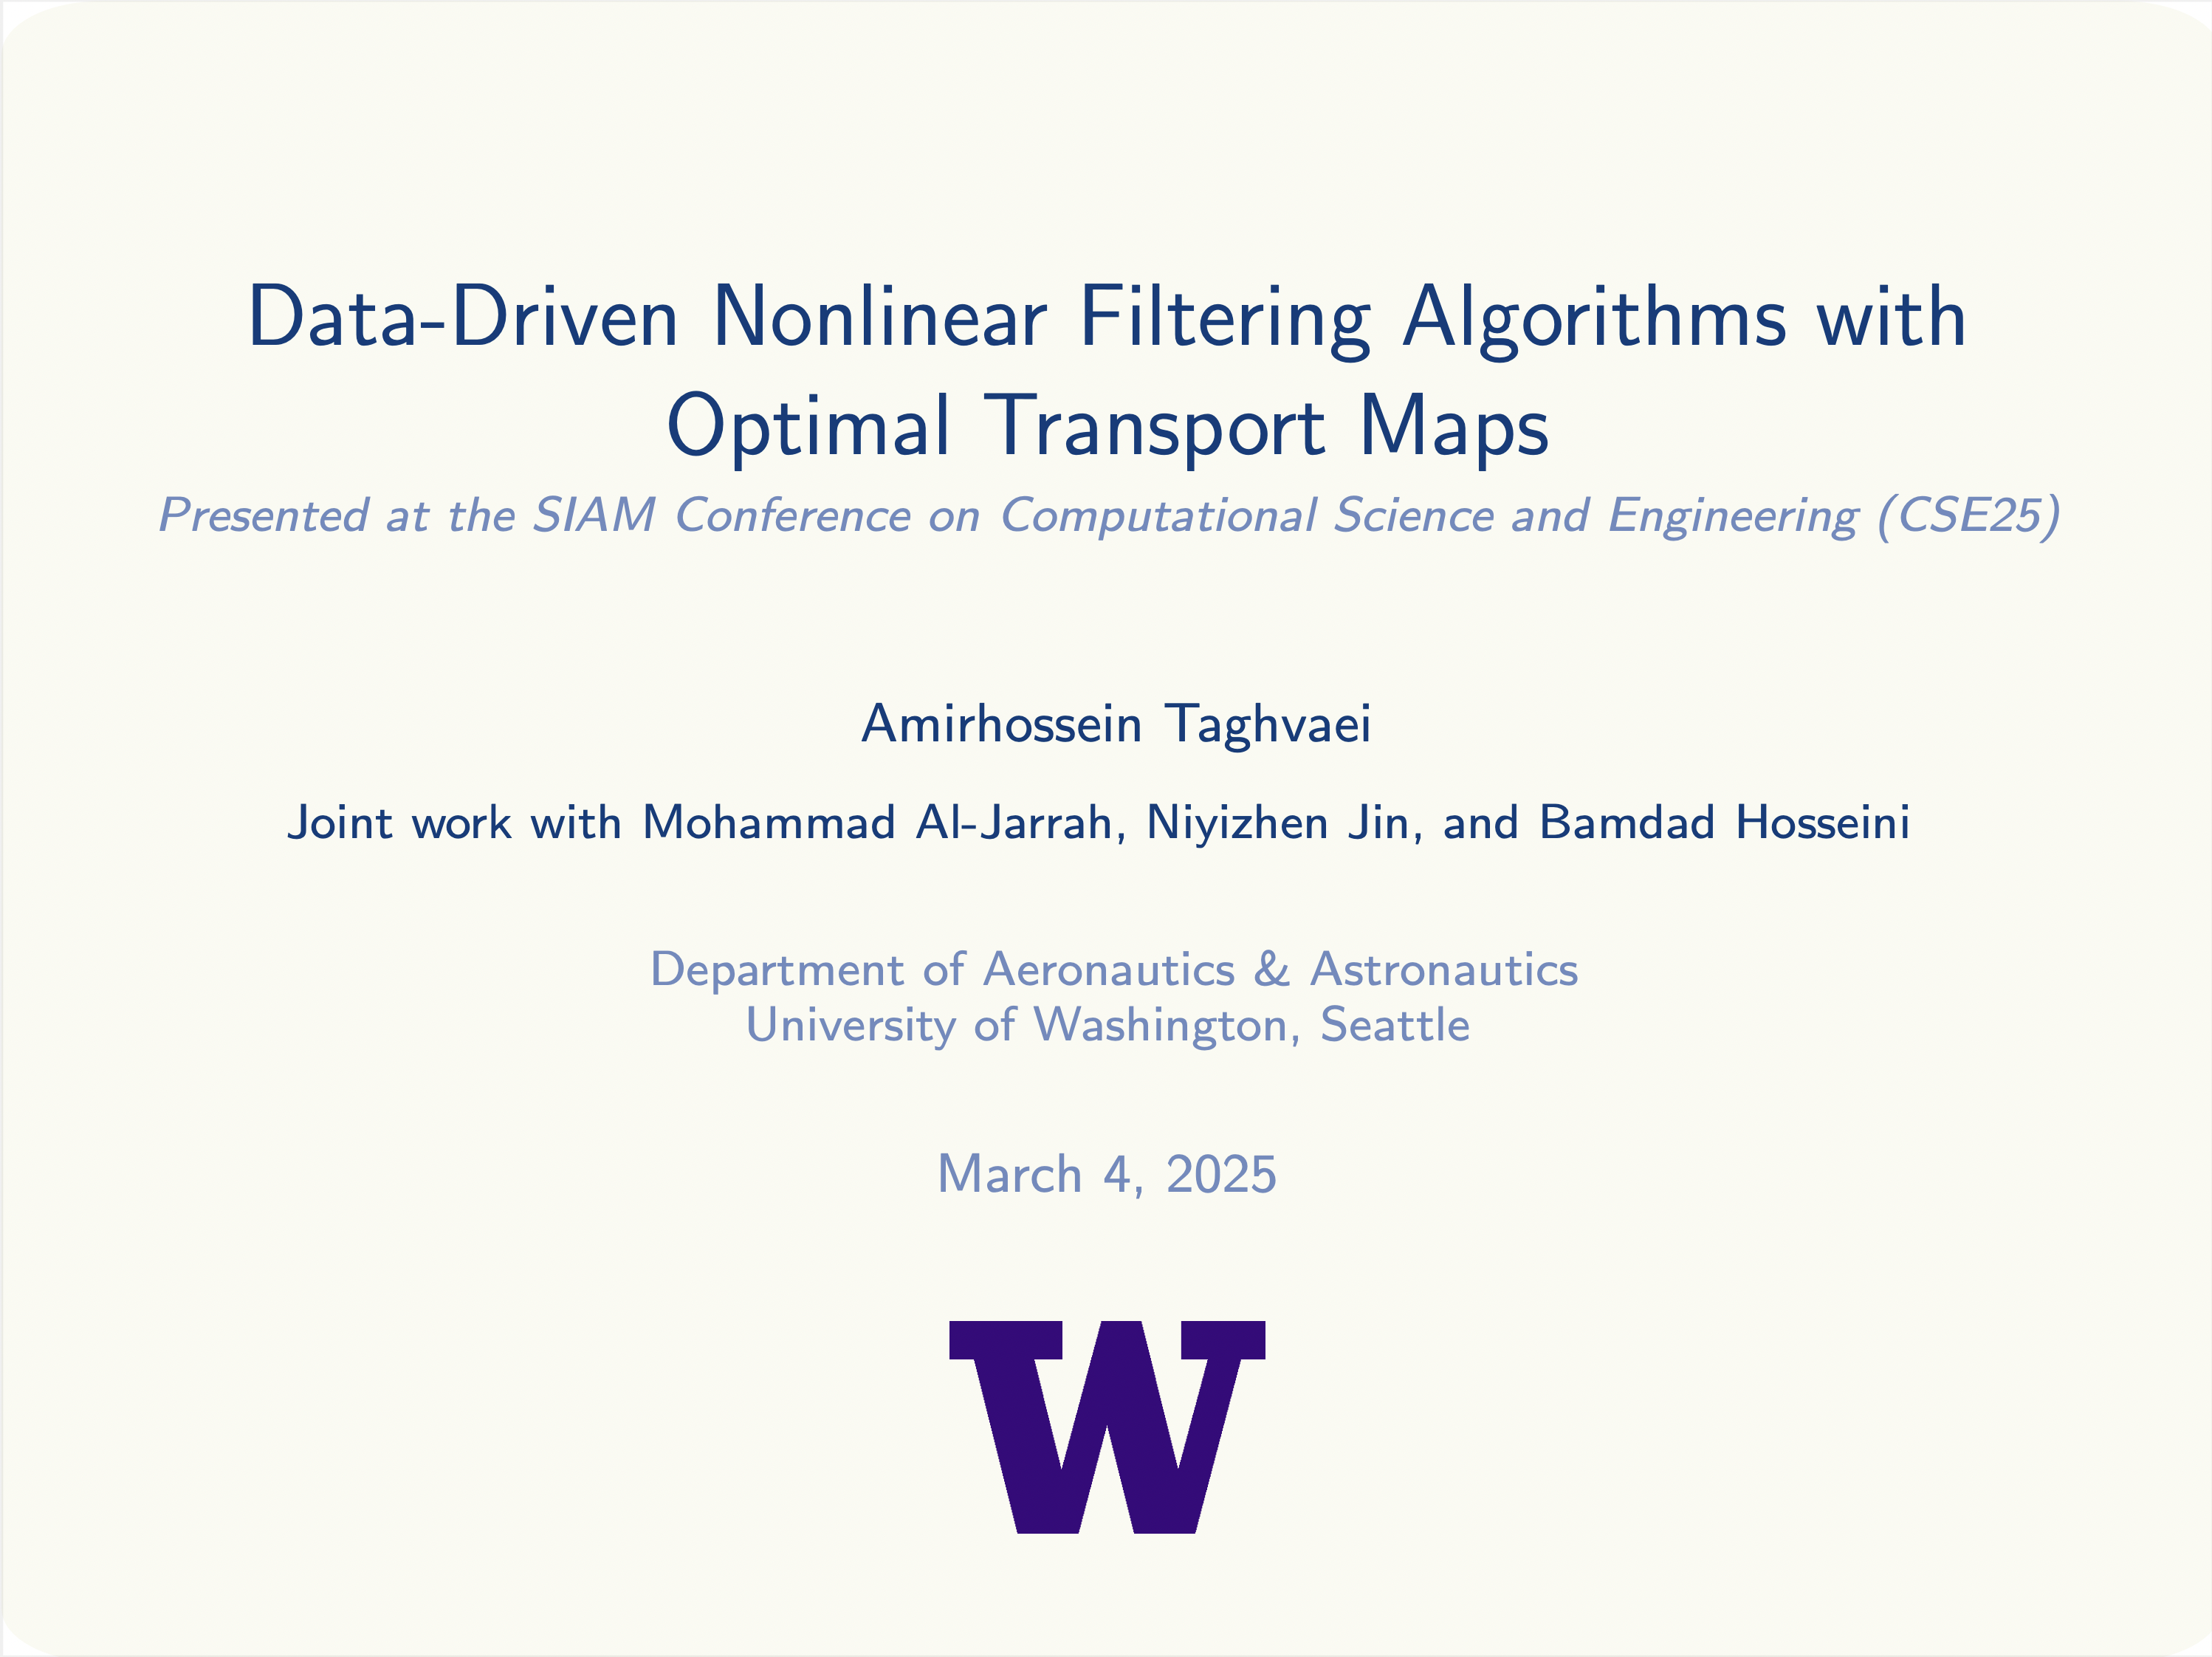 Data-Driven Nonlinear Filtering Algorithms with
Optimal Transport Maps
Presented at the SIAM Conference on Computational Science and Engineering (CSE25)
Amirhossein Taghvaei
Joint work with Mohammad Al-Jarrah, Niyizhen Jin, and Bamdad Hosseini
Department of Aeronautics & Astronautics
University of Washington, Seattle
March 4, 2025
W